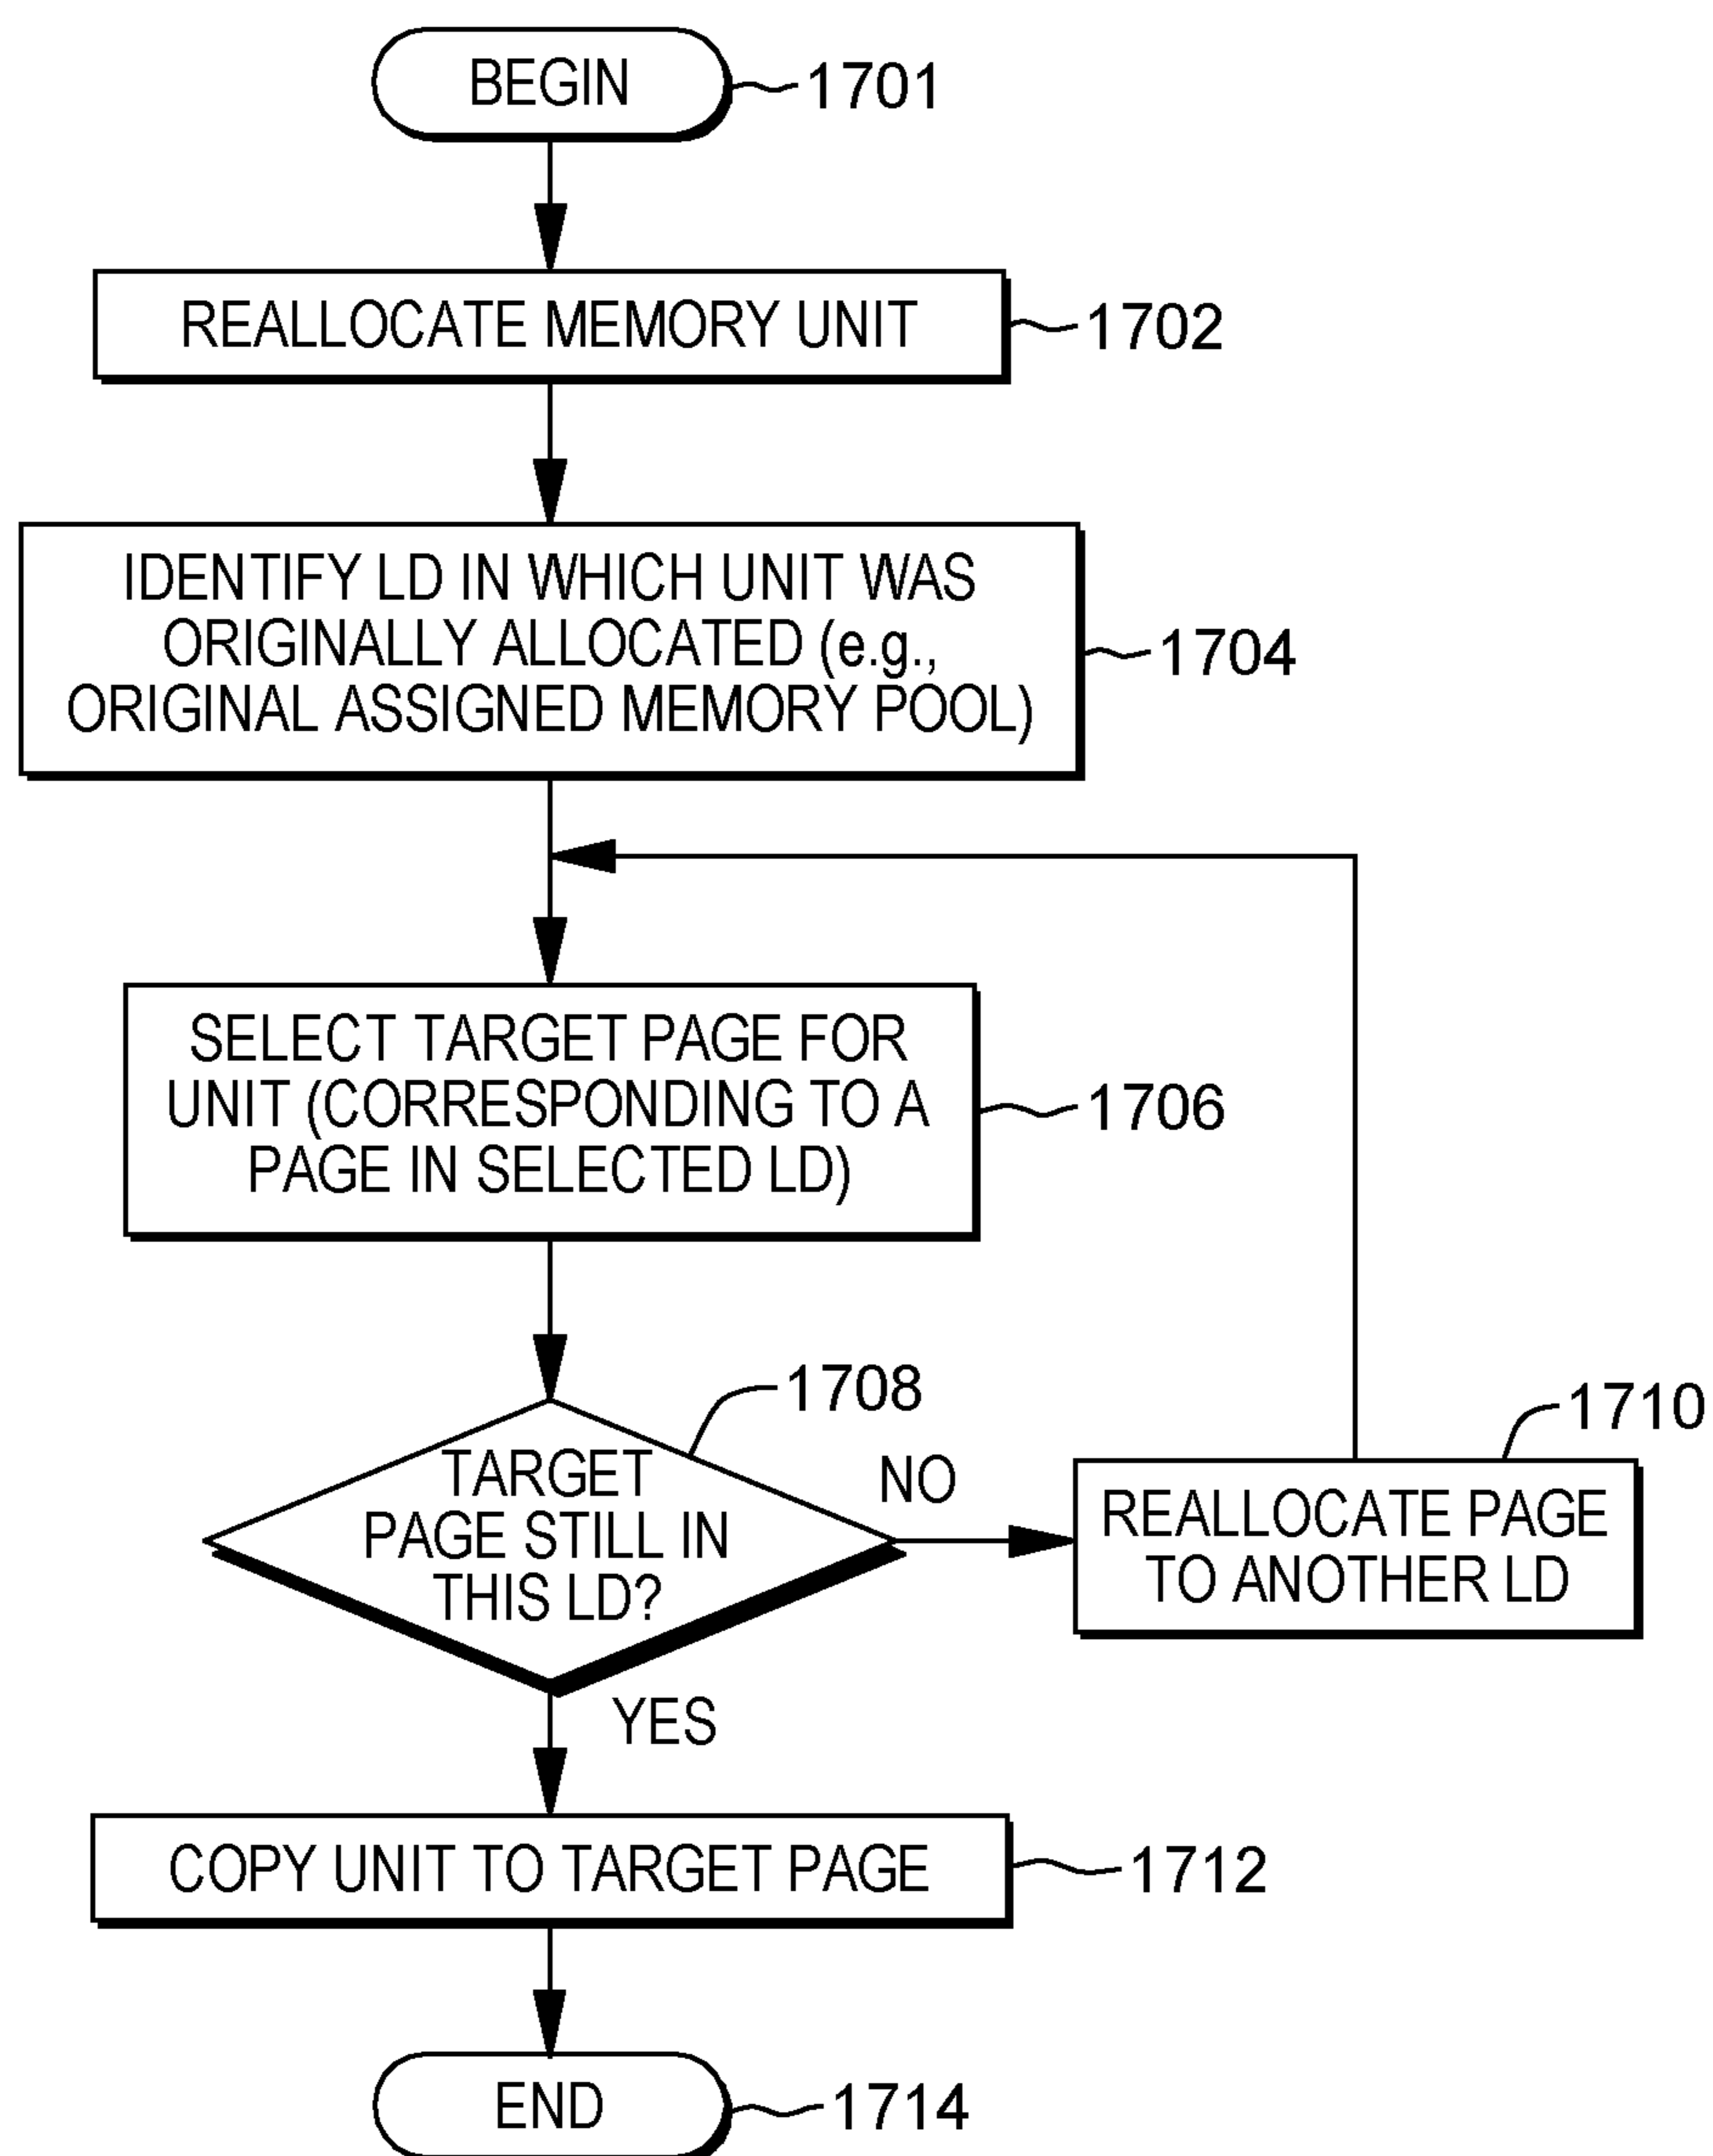 BEGIN
1701
REALLOCATE MEMORY UNIT
1702
IDENTIFY LD IN WHICH UNIT WAS
ORIGINALLY ALLOCATED (e.g.,
ORIGINAL ASSIGNED MEMORY POOL)
1704
SELECT TARGET PAGE FOR
UNIT (CORRESPONDING TO A
PAGE IN SELECTED LD)
1706
TARGET
PAGE STILL IN
THIS LD?
1708
NO
REALLOCATE PAGE
TO ANOTHER LD
1710
YES
COPY UNIT TO TARGET PAGE
1712
END
1714